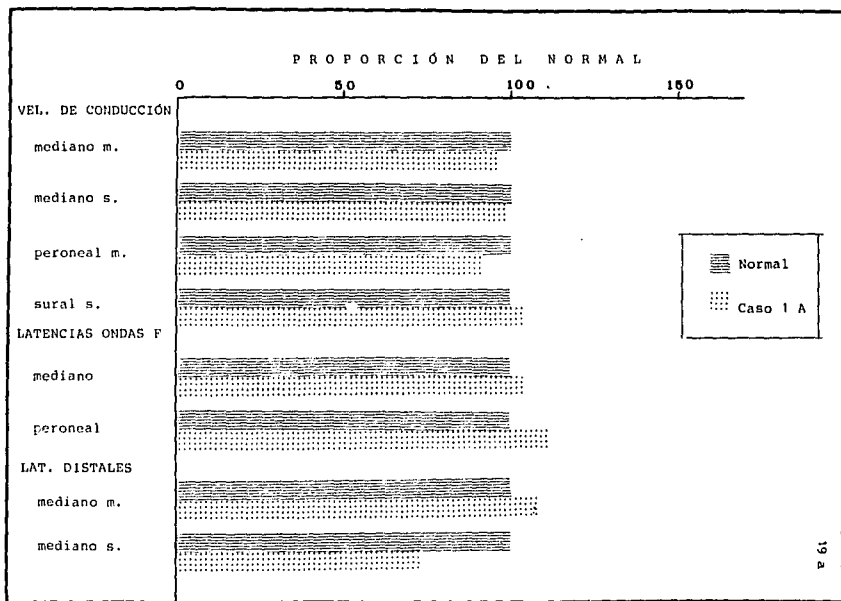 PROPORCIÓN DEL NORMAL
0 50 100 150
VEL. DE CONDUCCIÓN
mediano m.
mediano s.
peroneal m.
sural s.
LATENCIAS ONDAS F
mediano
peroneal
LAT. DISTALES
mediano m.
mediano s.
Normal
Caso 1 A
19 a